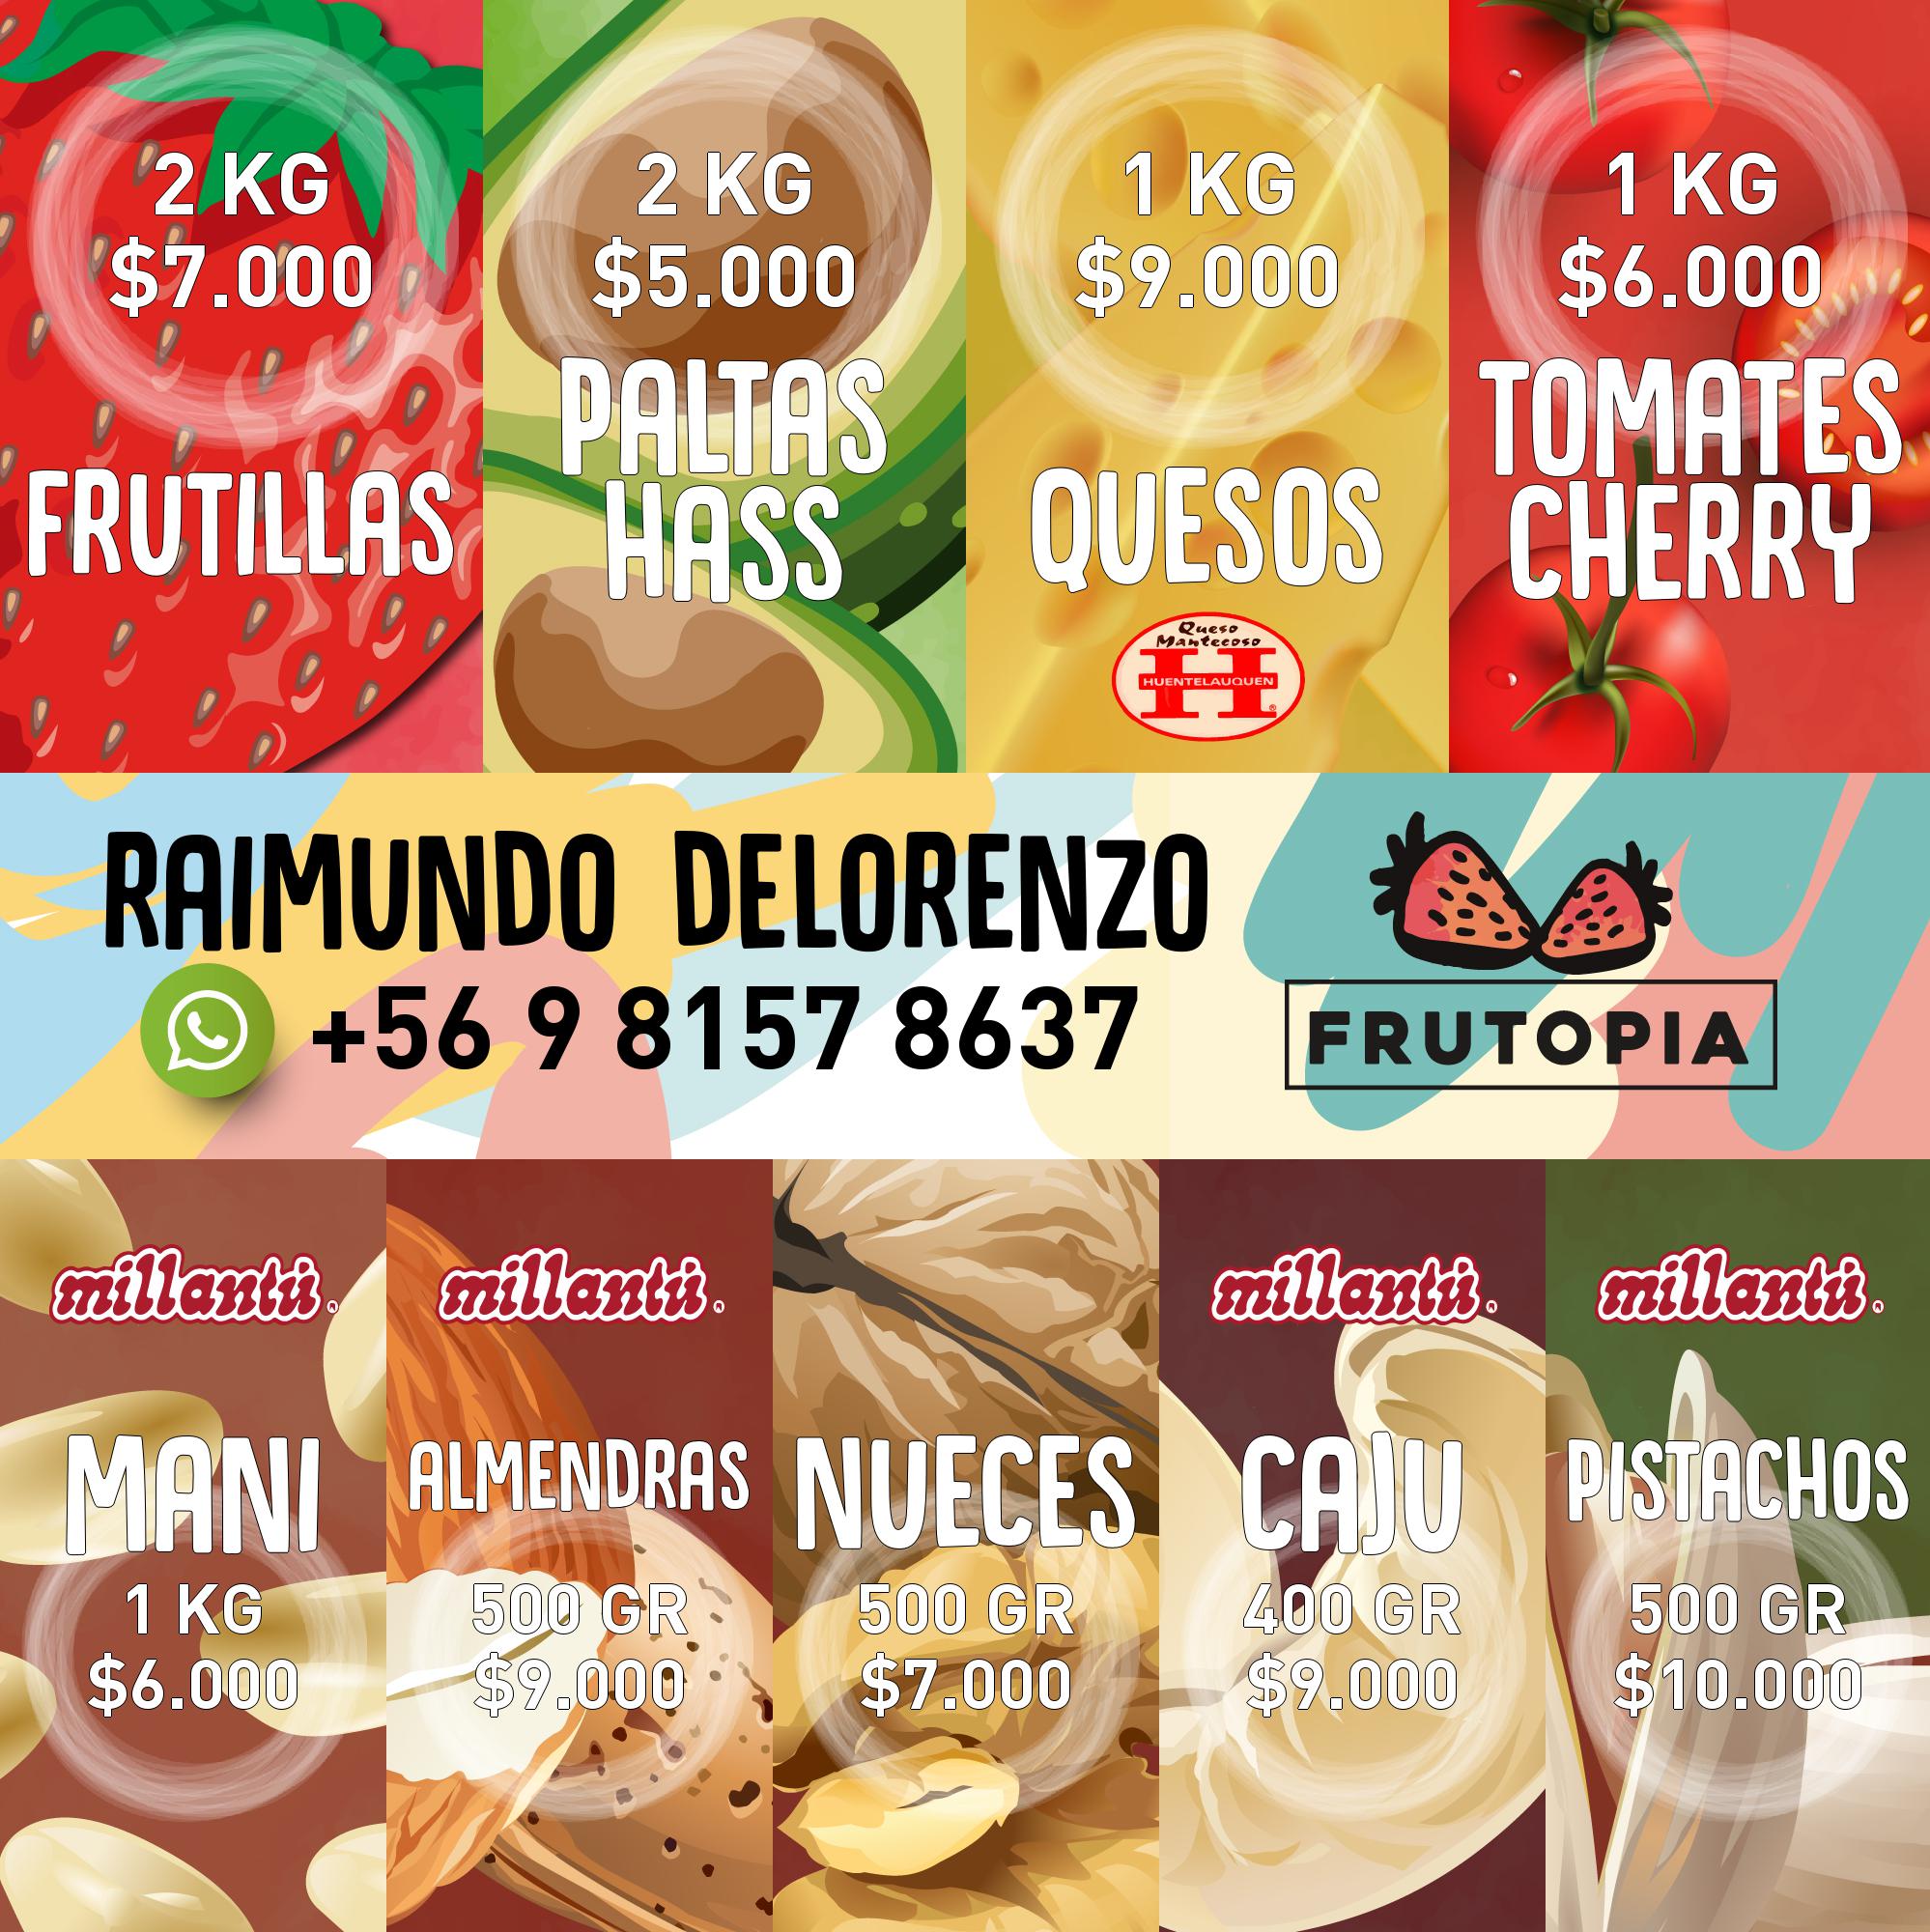 2 KG
$7.000
FRUTILLAS
2 KG
$5.000
PALTAS
HASS
1 KG
$9.000
QUESOS
Queso
Mantecoso
H
HUENTELAUQUEN
®
1 KG
$6.000
TOMATES
CHERRY
RAIMUNDO DELORENZO
+56 9 8157 8637
FRUTOPIA
millantú®
MANI
1 KG
$6.000
millantú®
ALMENDRAS
500 GR
$9.000
NUECES
500 GR
$7.000
millantú®
CAJU
400 GR
$9.000
millantú®
PISTACHOS
500 GR
$10.000